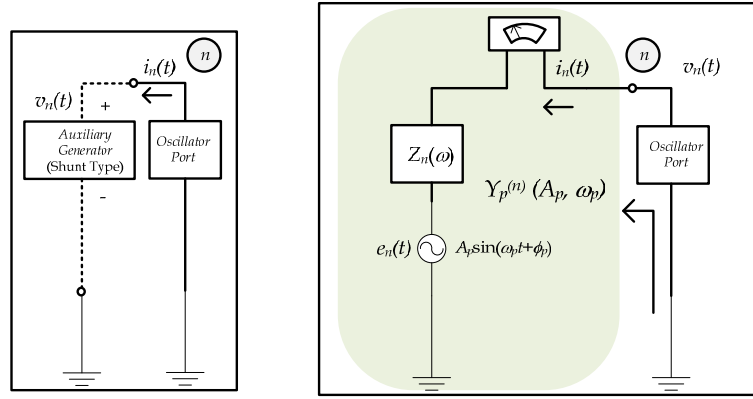 n
iₙ(t)
vₙ(t)
+
Auxiliary
Generator
(Shunt Type)
Oscillator
Port
-
n
iₙ(t)
vₙ(t)
Zₙ(ω)
Oscillator
Port
Yₚ⁽ⁿ⁾ (Aₚ, ωₚ)
eₙ(t)
Aₚsin(ωₚt+ϕₚ)